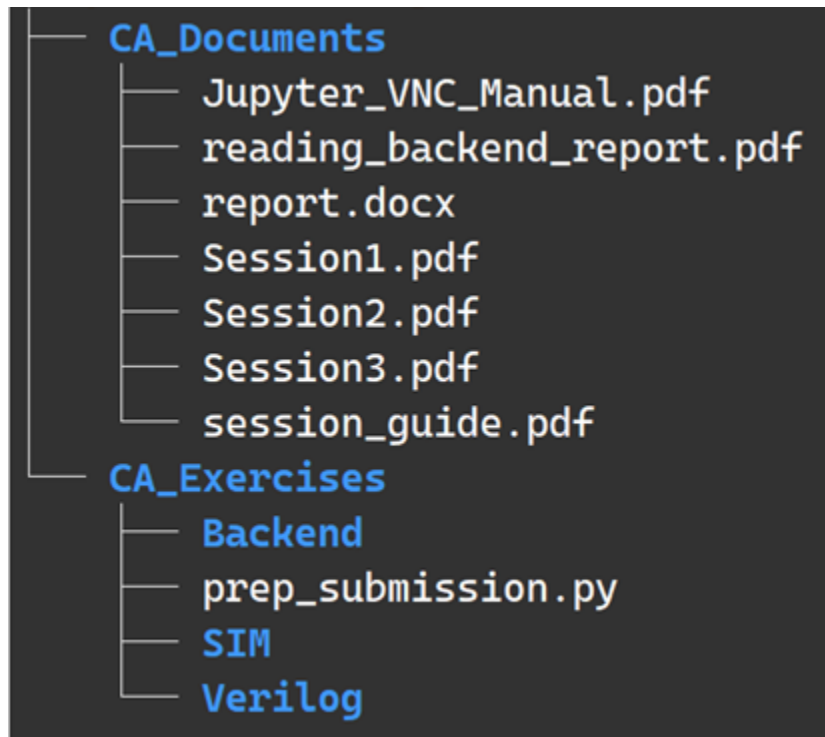 CA_Documents
Jupyter_VNC_Manual.pdf
reading_backend_report.pdf
report.docx
Session1.pdf
Session2.pdf
Session3.pdf
session_guide.pdf
CA_Exercises
Backend
prep_submission.py
SIM
Verilog